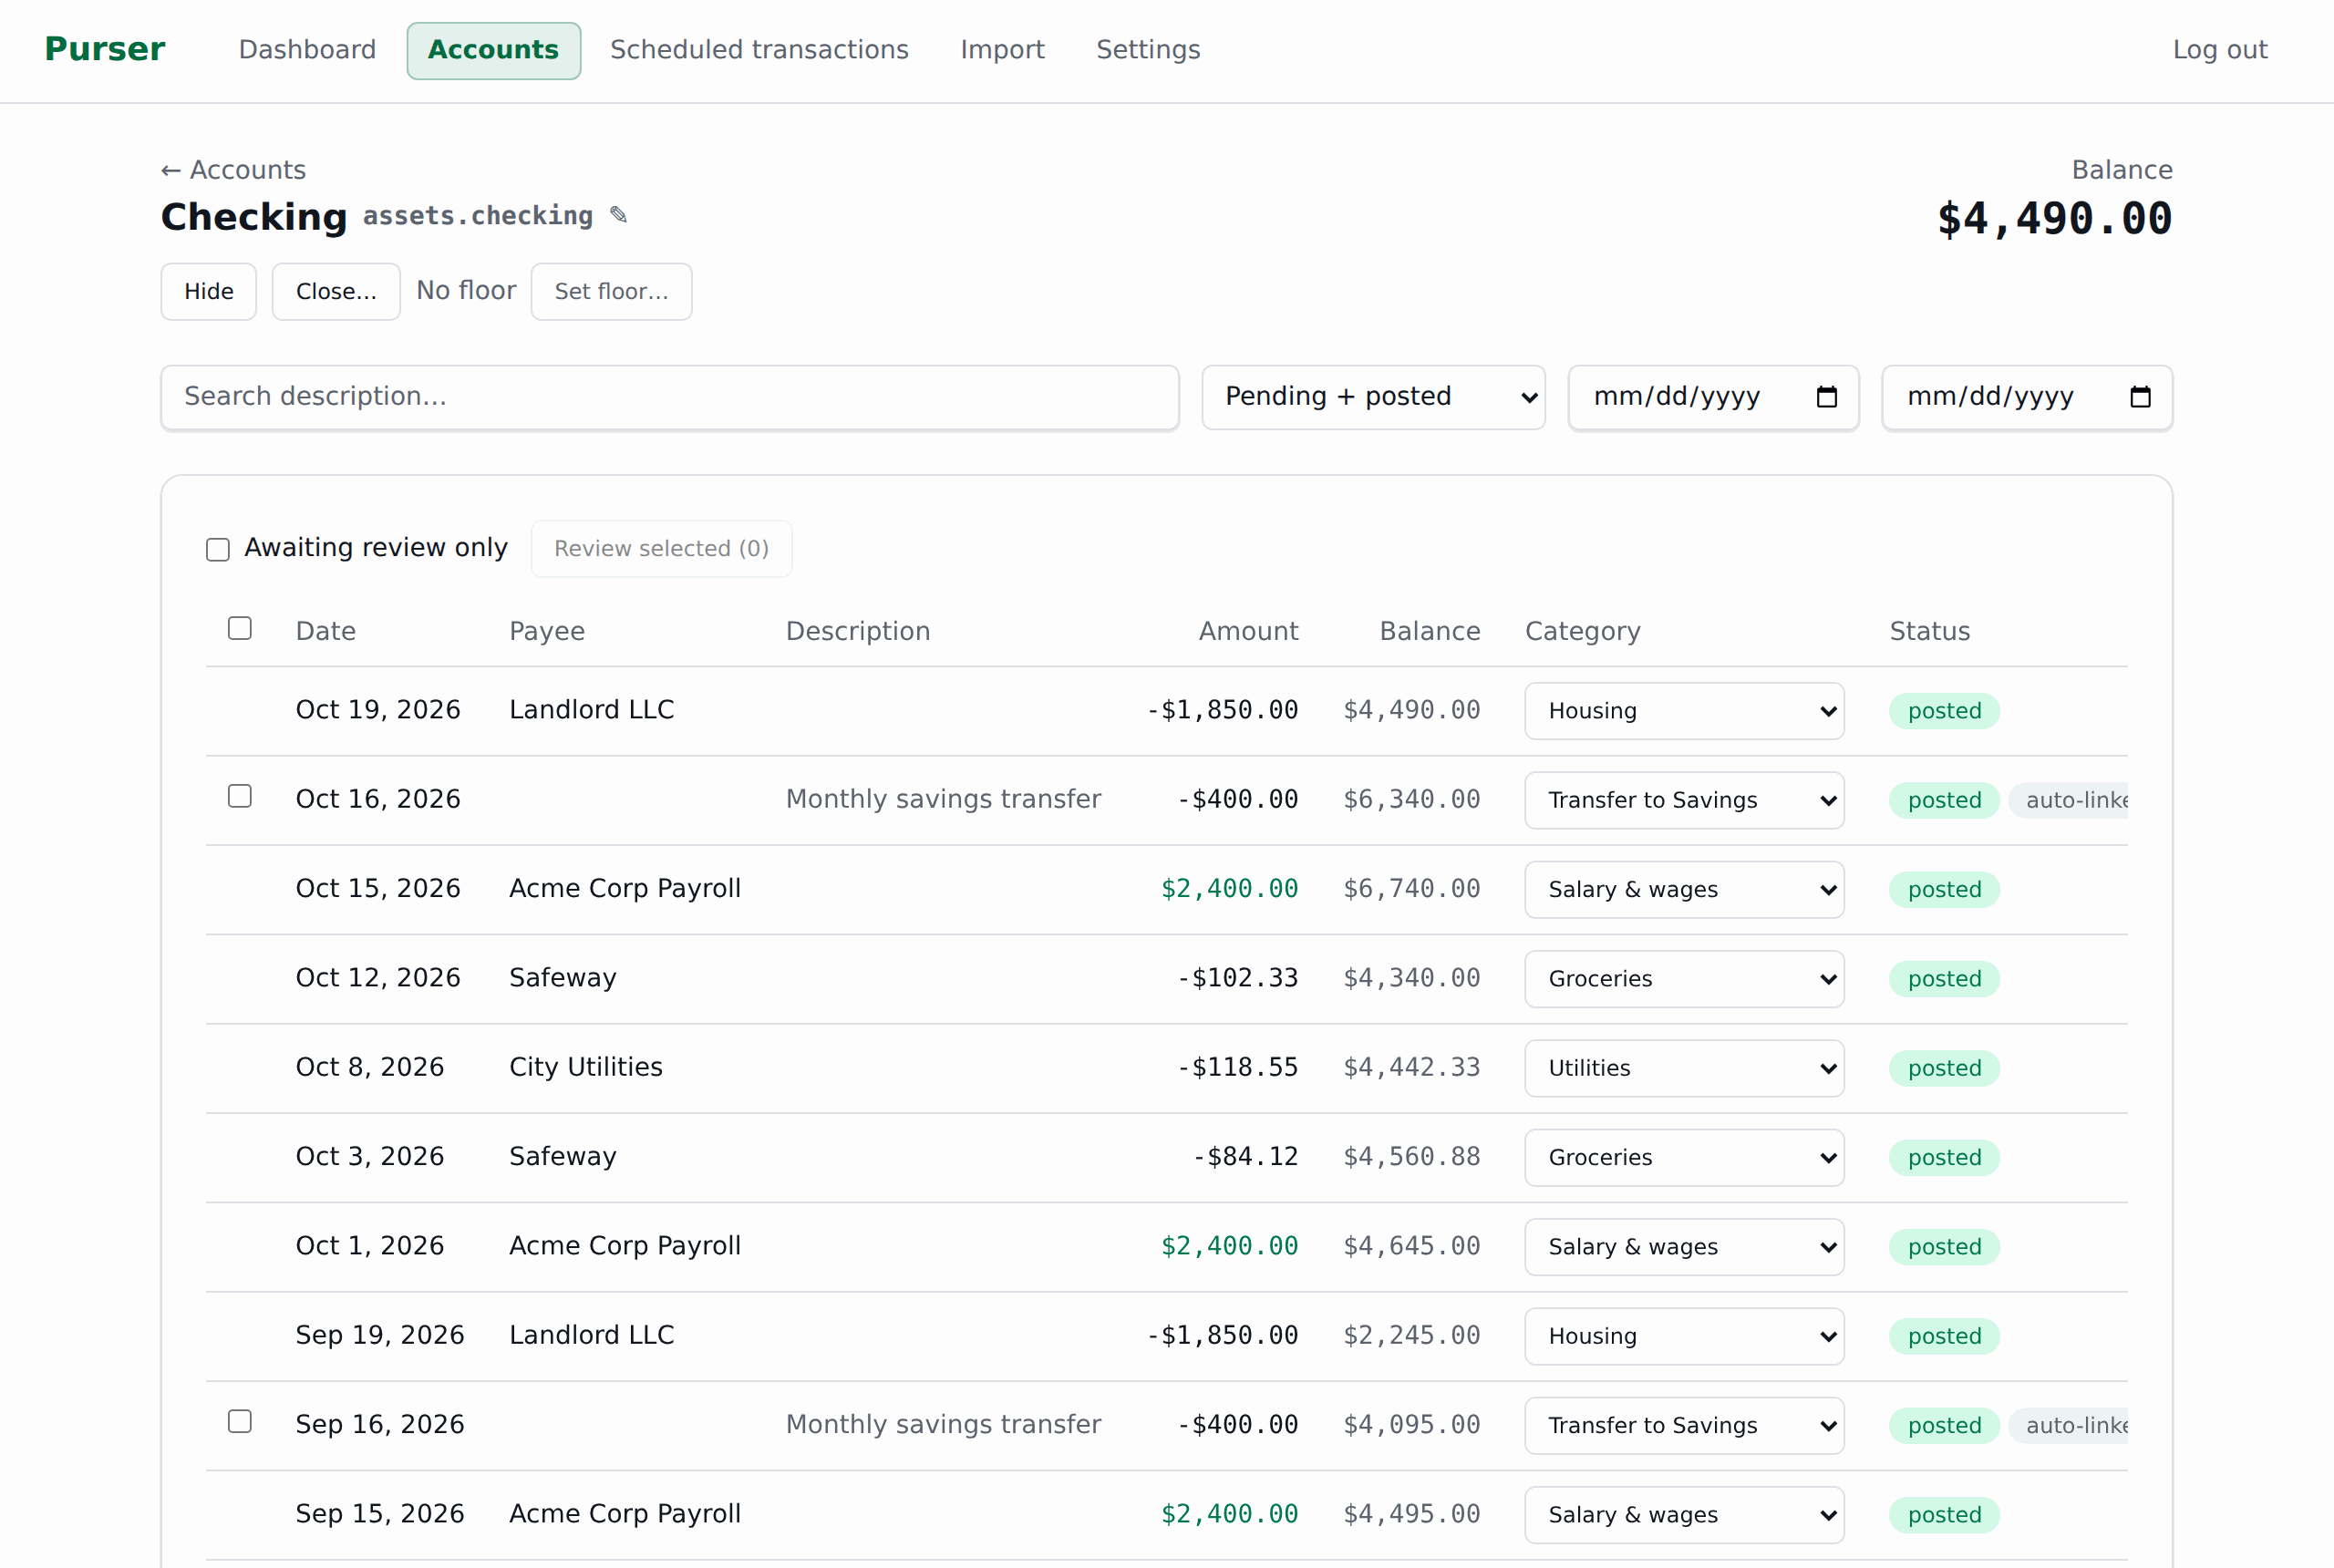 Purser Dashboard Accounts Scheduled transactions Import Settings Log out
← Accounts Balance
Checking assets.checking ✎ $4,490.00
Hide Close... No floor Set floor...
Search description... Pending + posted mm/dd/yyyy mm/dd/yyyy
Awaiting review only Review selected (0)
Date Payee Description Amount Balance Category Status
Oct 19, 2026 Landlord LLC -$1,850.00 $4,490.00 Housing posted
Oct 16, 2026 Monthly savings transfer -$400.00 $6,340.00 Transfer to Savings posted auto-linke
Oct 15, 2026 Acme Corp Payroll $2,400.00 $6,740.00 Salary & wages posted
Oct 12, 2026 Safeway -$102.33 $4,340.00 Groceries posted
Oct 8, 2026 City Utilities -$118.55 $4,442.33 Utilities posted
Oct 3, 2026 Safeway -$84.12 $4,560.88 Groceries posted
Oct 1, 2026 Acme Corp Payroll $2,400.00 $4,645.00 Salary & wages posted
Sep 19, 2026 Landlord LLC -$1,850.00 $2,245.00 Housing posted
Sep 16, 2026 Monthly savings transfer -$400.00 $4,095.00 Transfer to Savings posted auto-linke
Sep 15, 2026 Acme Corp Payroll $2,400.00 $4,495.00 Salary & wages posted